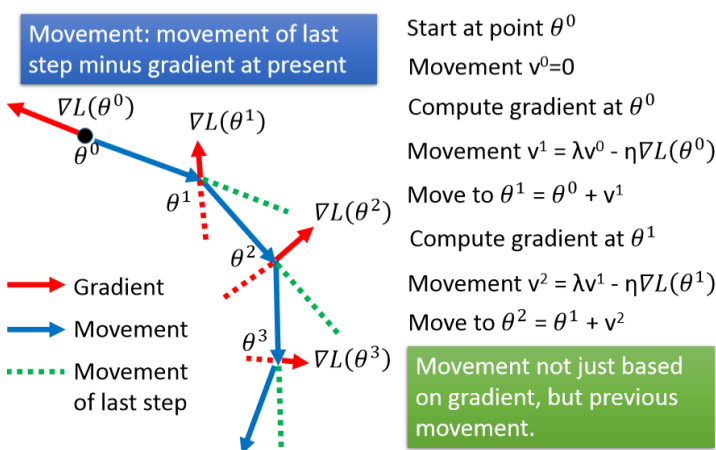 Movement: movement of last
step minus gradient at present
∇L(θ⁰)
θ⁰
∇L(θ¹)
θ¹
∇L(θ²)
θ²
θ³
∇L(θ³)
Gradient
Movement
Movement
of last step
Start at point θ⁰
Movement v⁰=0
Compute gradient at θ⁰
Movement v¹ = λv⁰ - η∇L(θ⁰)
Move to θ¹ = θ⁰ + v¹
Compute gradient at θ¹
Movement v² = λv¹ - η∇L(θ¹)
Move to θ² = θ¹ + v²
Movement not just based
on gradient, but previous
movement.